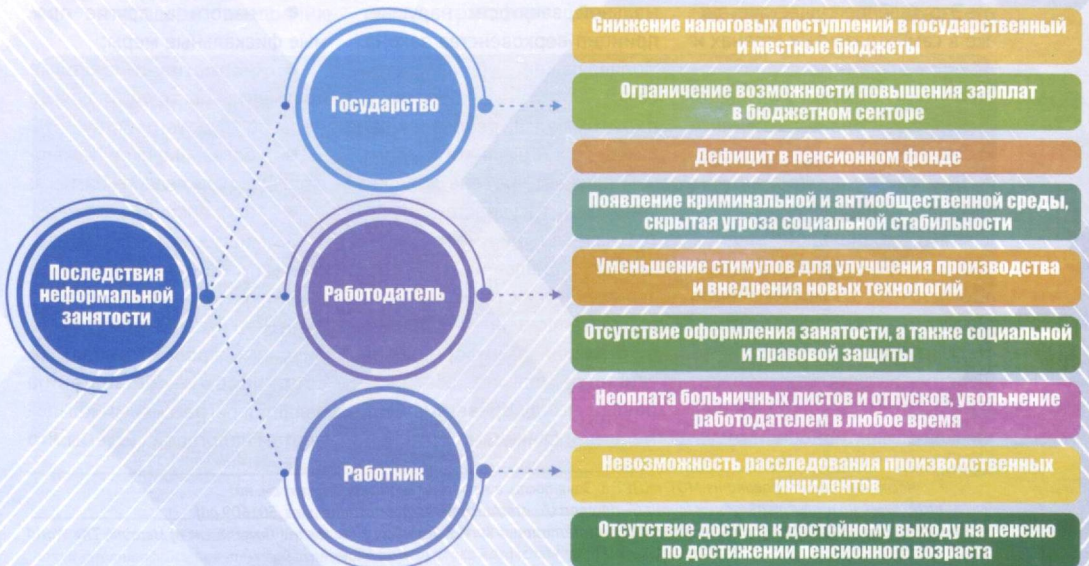 Последствия
неформальной
занятости
Государство
Снижение налоговых поступлений в государственный
и местные бюджеты
Ограничение возможности повышения зарплат
в бюджетном секторе
Дефицит в пенсионном фонде
Появление криминальной и антиобщественной среды,
скрытая угроза социальной стабильности
Работодатель
Уменьшение стимулов для улучшения производства
и внедрения новых технологий
Работник
Отсутствие оформления занятости, а также социальной
и правовой защиты
Неоплата больничных листов и отпусков, увольнение
работодателем в любое время
Невозможность расследования производственных
инцидентов
Отсутствие доступа к достойному выходу на пенсию
по достижении пенсионного возраста